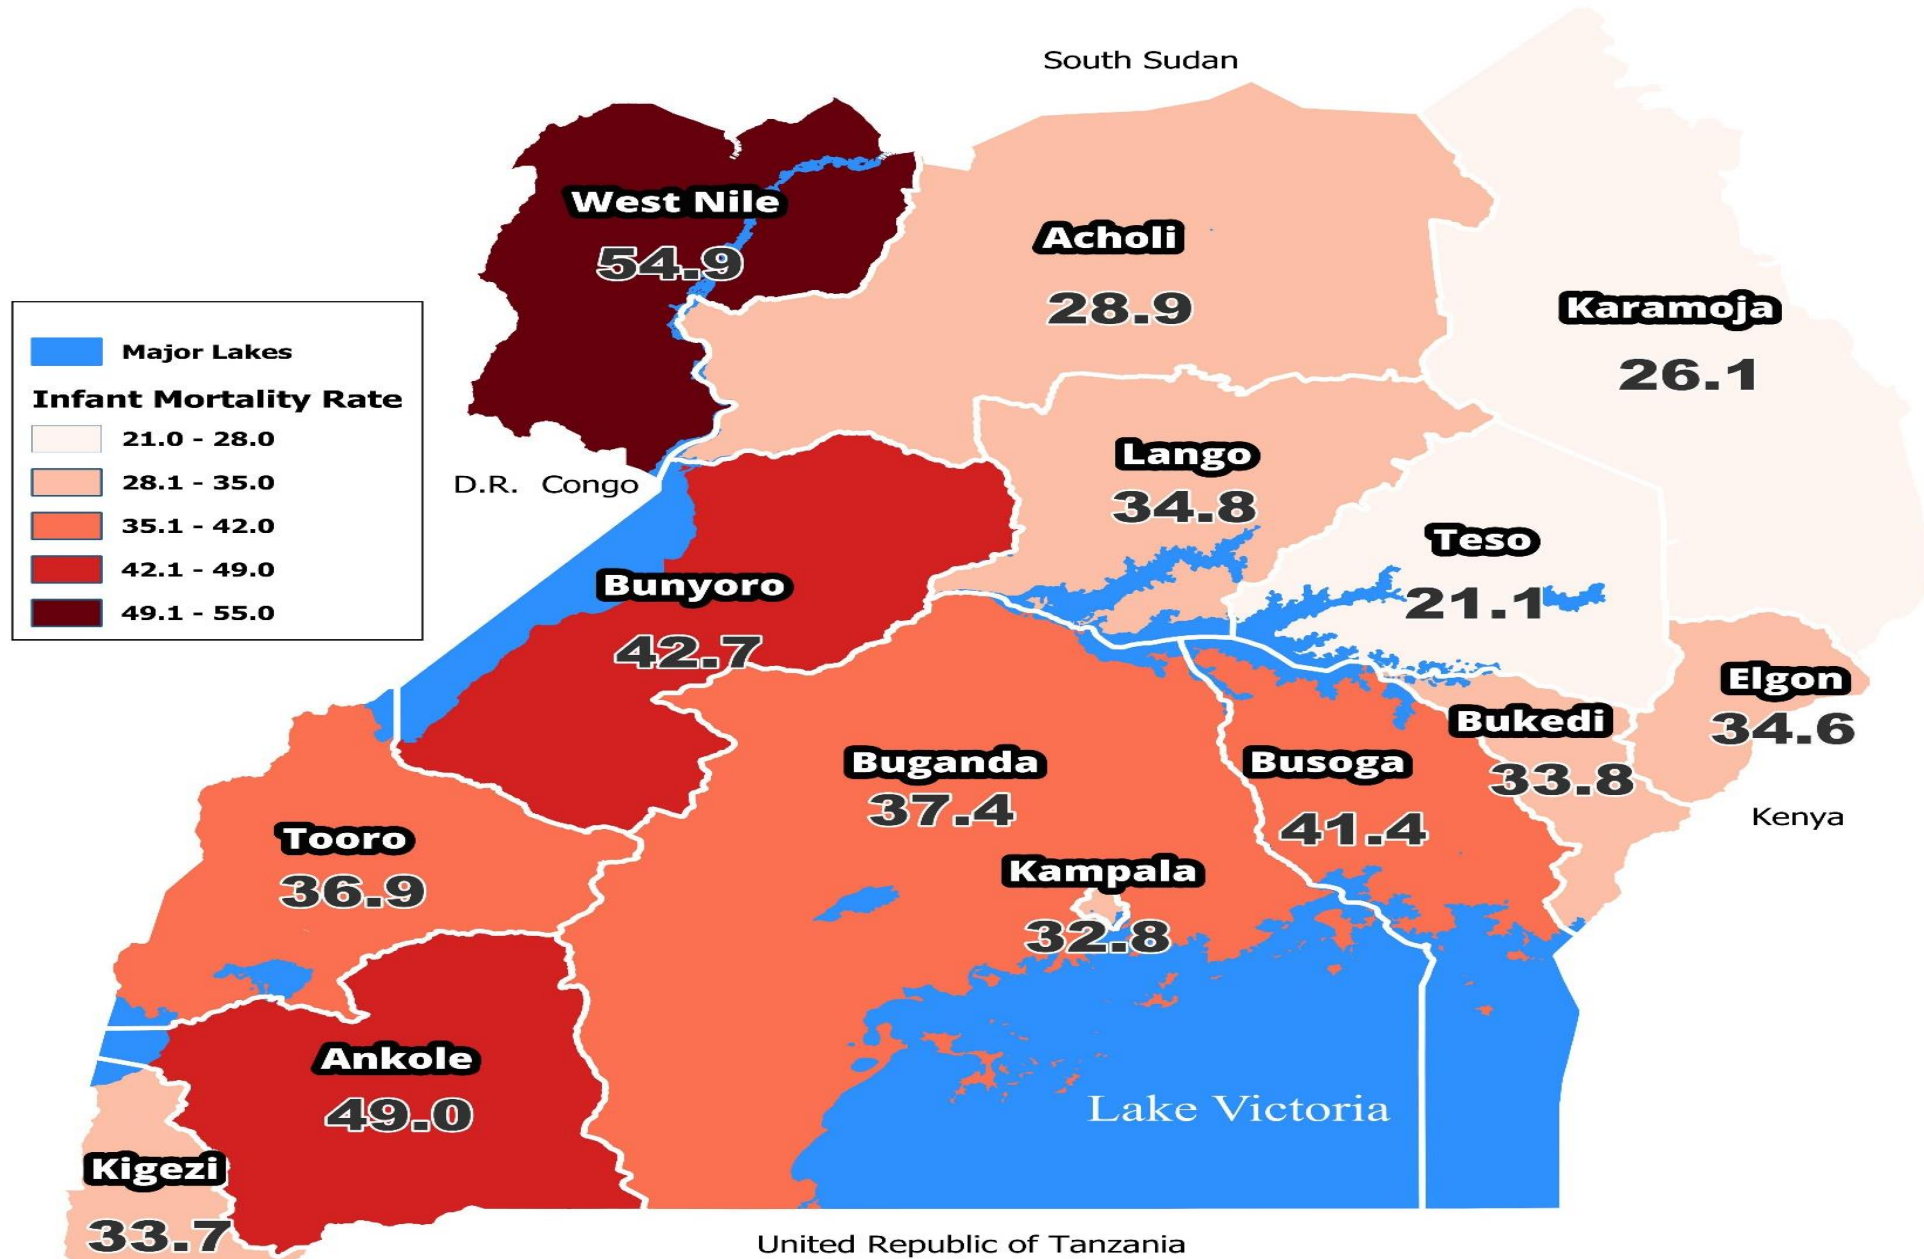 South Sudan
West Nile
54.9
Acholi
28.9
Karamoja
26.1
Major Lakes
Infant Mortality Rate
21.0 - 28.0
28.1 - 35.0
35.1 - 42.0
42.1 - 49.0
49.1 - 55.0
D.R. Congo
Lango
34.8
Teso
21.1
Bunyoro
42.7
Elgon
34.6
Bukedi
33.8
Buganda
37.4
Busoga
41.4
Kenya
Tooro
36.9
Kampala
32.8
Ankole
49.0
Lake Victoria
Kigezi
33.7
United Republic of Tanzania